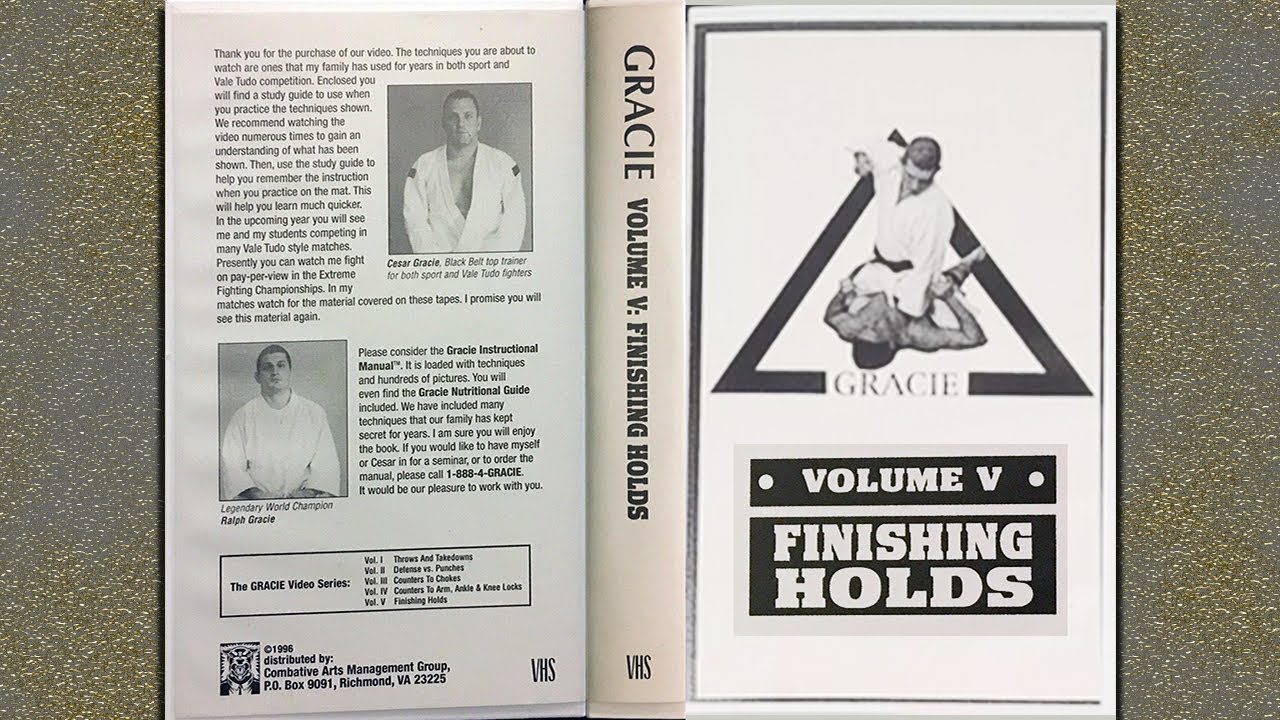 Thank you for the purchase of our video. The techniques you are about to
watch are ones that my family has used for years in both sport and
Vale Tudo competition. Enclosed you
will find a study guide to use when
you practice the techniques shown.
We recommend watching the
video numerous times to gain an
understanding of what has been
shown. Then, use the study guide to
help you remember the instruction
when you practice on the mat. This
will help you learn much quicker.
In the upcoming year you will see
me and my students competing in
many Vale Tudo style matches.
Presently you can watch me fight
on pay-per-view in the Extreme
Fighting Championships. In my
matches watch for the material covered on these tapes. I promise you will
see this material again.
Cesar Gracie, Black Belt top trainer
for both sport and Vale Tudo fighters
Please consider the Gracie Instructional
Manual™. It is loaded with techniques
and hundreds of pictures. You will
even find the Gracie Nutritional Guide
included. We have included many
techniques that our family has kept
secret for years. I am sure you will enjoy
the book. If you would like to have myself
or Cesar in for a seminar, or to order the
manual, please call 1-888-4-GRACIE.
It would be our pleasure to work with you.
Legendary World Champion
Ralph Gracie
The GRACIE Video Series:
Vol. I Throws And Takedowns
Vol. II Defense vs. Punches
Vol. III Counters To Chokes
Vol. IV Counters To Arm, Ankle & Knee Locks
Vol. V Finishing Holds
©1996
distributed by:
Combative Arts Management Group,
P.O. Box 9091, Richmond, VA 23225
VHS
GRACIE VOLUME V: FINISHING HOLDS
VHS
GRACIE
VOLUME V
FINISHING
HOLDS